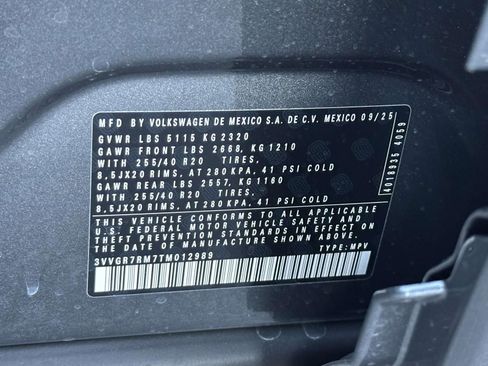 MFD BY VOLKSWAGEN DE MEXICO S.A. DE C.V. MEXICO 09/25
GVWR LBS 5115 KG 2320
GAWR FRONT LBS 2668, KG1210
WITH 255/40 R20 TIRES,
8,5JX20 RIMS, AT 280 KPA, 41 PSI COLD
GAWR REAR LBS 2557, KG 1160
WITH 255/40 R20 TIRES,
8,5JX20 RIMS, AT 280 KPA, 41 PSI COLD
THIS VEHICLE CONFORMS TO ALL APPLICABLE
U.S. FEDERAL MOTOR VEHICLE SAFETY AND
THEFT PREVENTION STANDARDS IN EFFECT ON
THE DATE OF MANUFACTURE SHOWN ABOVE
3VVGR7RM7TM012989 TYPE: MPV
4018935 4059